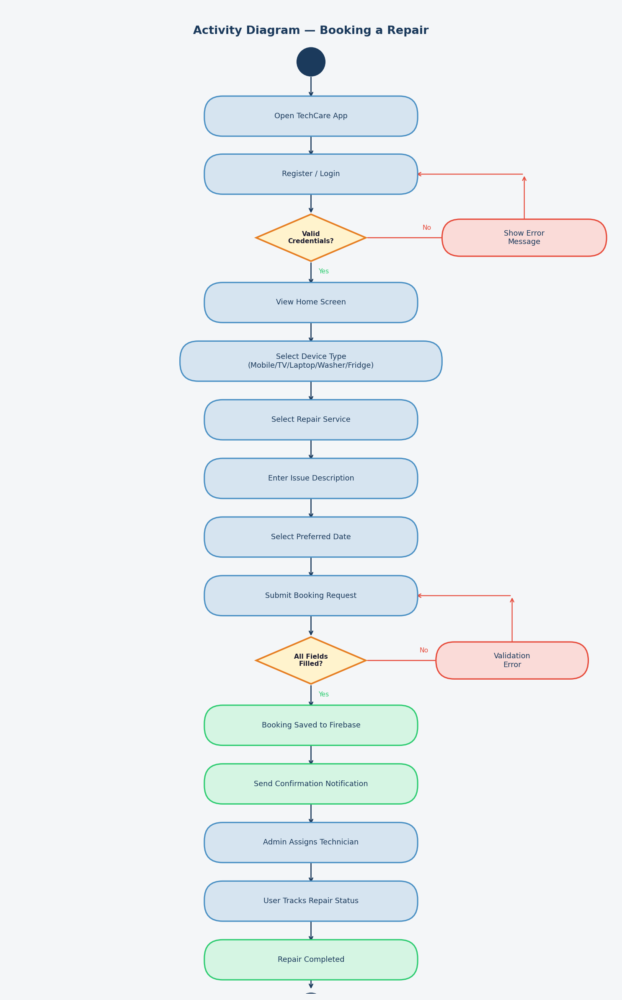 Activity Diagram — Booking a Repair
Open TechCare App
Register / Login
Valid
Credentials?
No
Show Error
Message
Yes
View Home Screen
Select Device Type
(Mobile/TV/Laptop/Washer/Fridge)
Select Repair Service
Enter Issue Description
Select Preferred Date
Submit Booking Request
All Fields
Filled?
No
Validation
Error
Yes
Booking Saved to Firebase
Send Confirmation Notification
Admin Assigns Technician
User Tracks Repair Status
Repair Completed